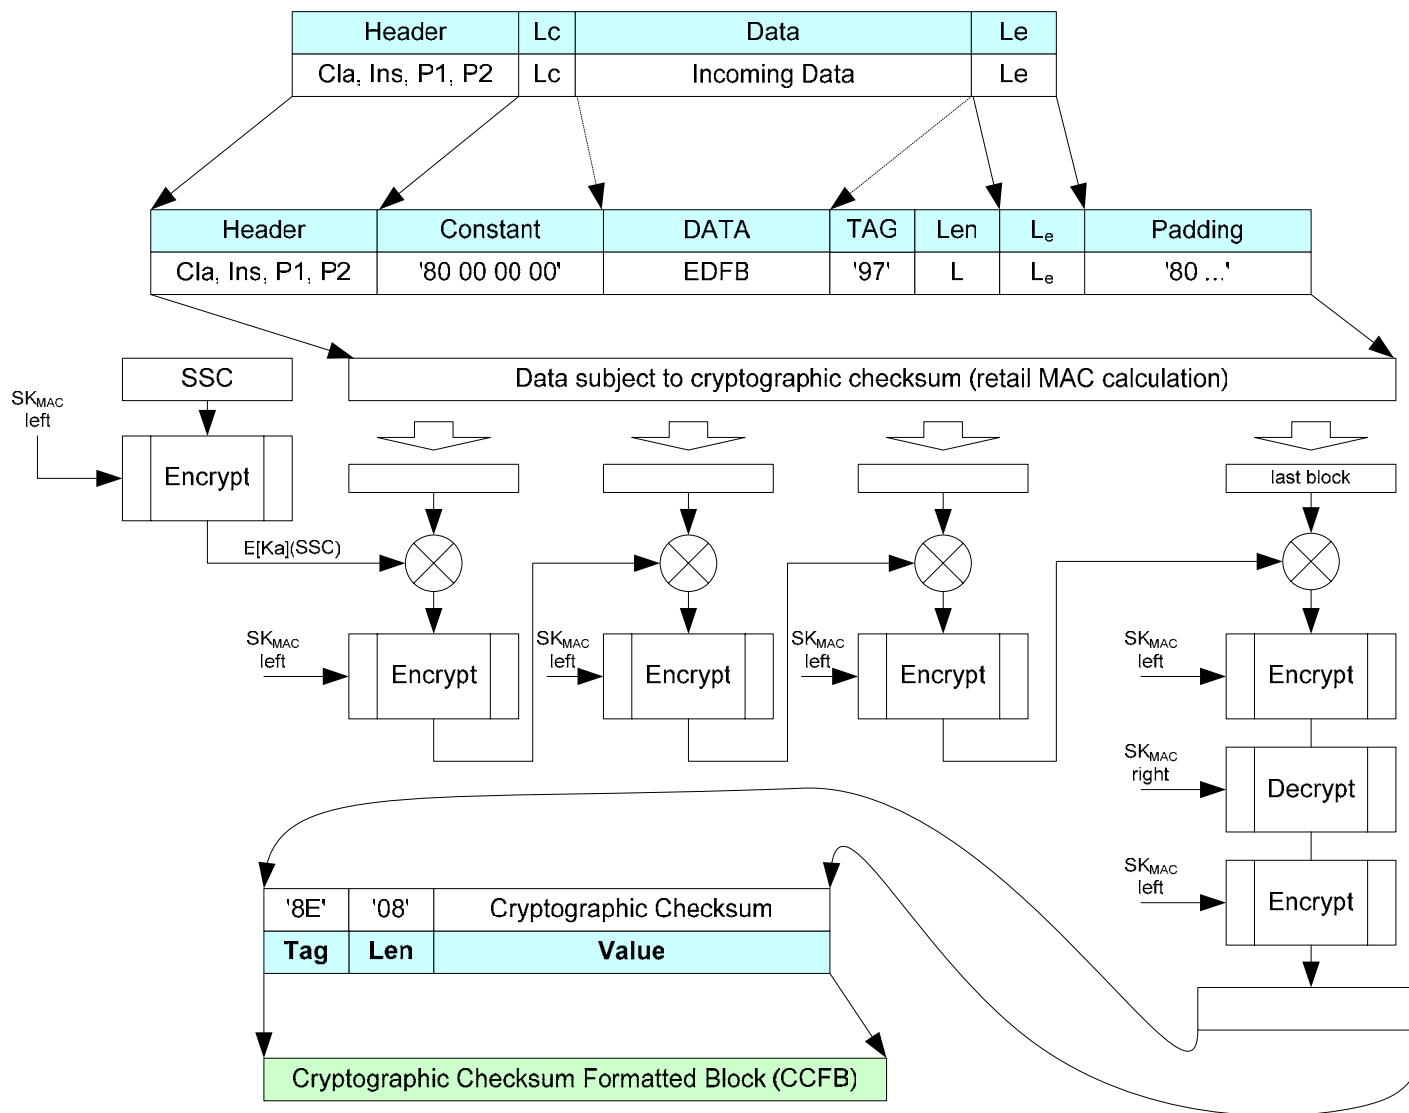 Header Lc Data Le
Cla, Ins, P1, P2 Lc Incoming Data Le
Header Constant DATA TAG Len Le Padding
Cla, Ins, P1, P2 '80 00 00 00' EDFB '97' L Le '80 ...'
SSC
Data subject to cryptographic checksum (retail MAC calculation)
SKMAC
left
Encrypt
last block
E[Ka](SSC)
SKMAC
left
Encrypt
SKMAC
left
Encrypt
SKMAC
left
Encrypt
SKMAC
left
Encrypt
SKMAC
right
Decrypt
SKMAC
left
Encrypt
'8E' '08' Cryptographic Checksum
Tag Len Value
Cryptographic Checksum Formatted Block (CCFB)